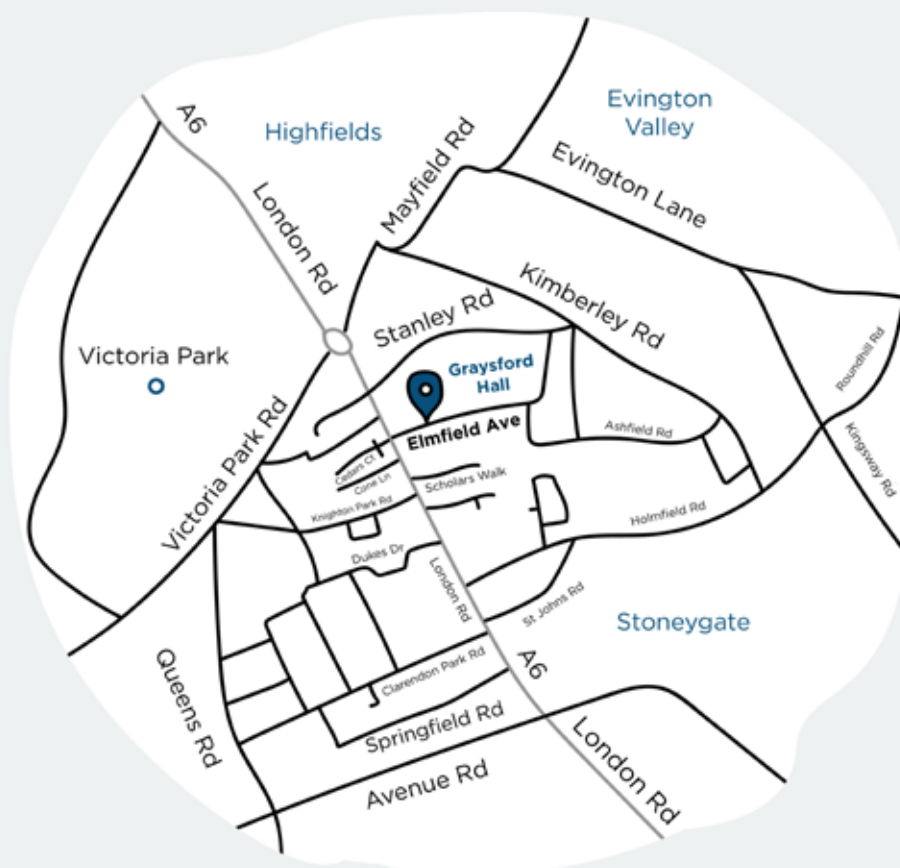 A6
Highfields
Evington
Valley
Mayfield Rd
Evington Lane
London Rd
Kimberley Rd
Stanley Rd
Victoria Park
Graysford
Hall
Roundhill Rd
Elmfield Ave
Ashfield Rd
Victoria Park Rd
Cedars Ct
Cone Ln
Scholars Walk
Kingsway Rd
Knighton Park Rd
Holmfield Rd
Dukes Dr
London Rd
St Johns Rd
Stoneygate
Queens Rd
Clarendon Park Rd
A6
Springfield Rd
London Rd
Avenue Rd